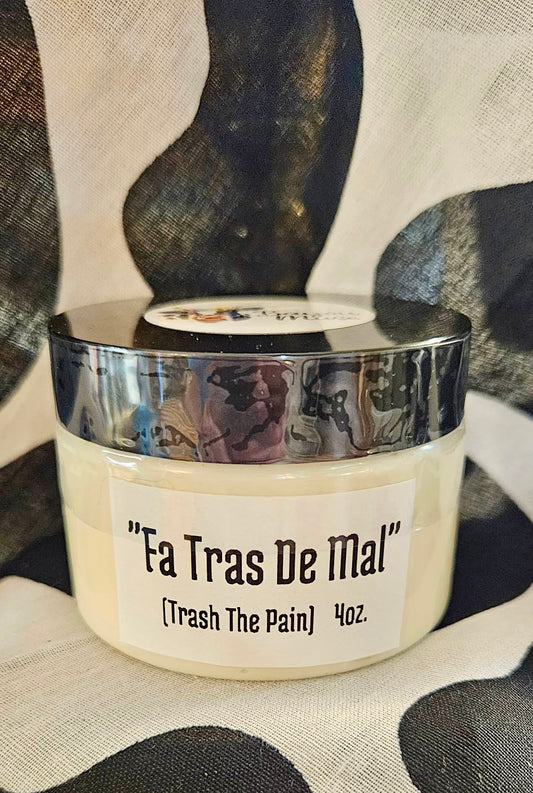 "Fa Tras De Mal"
(Trash The Pain) 4oz.